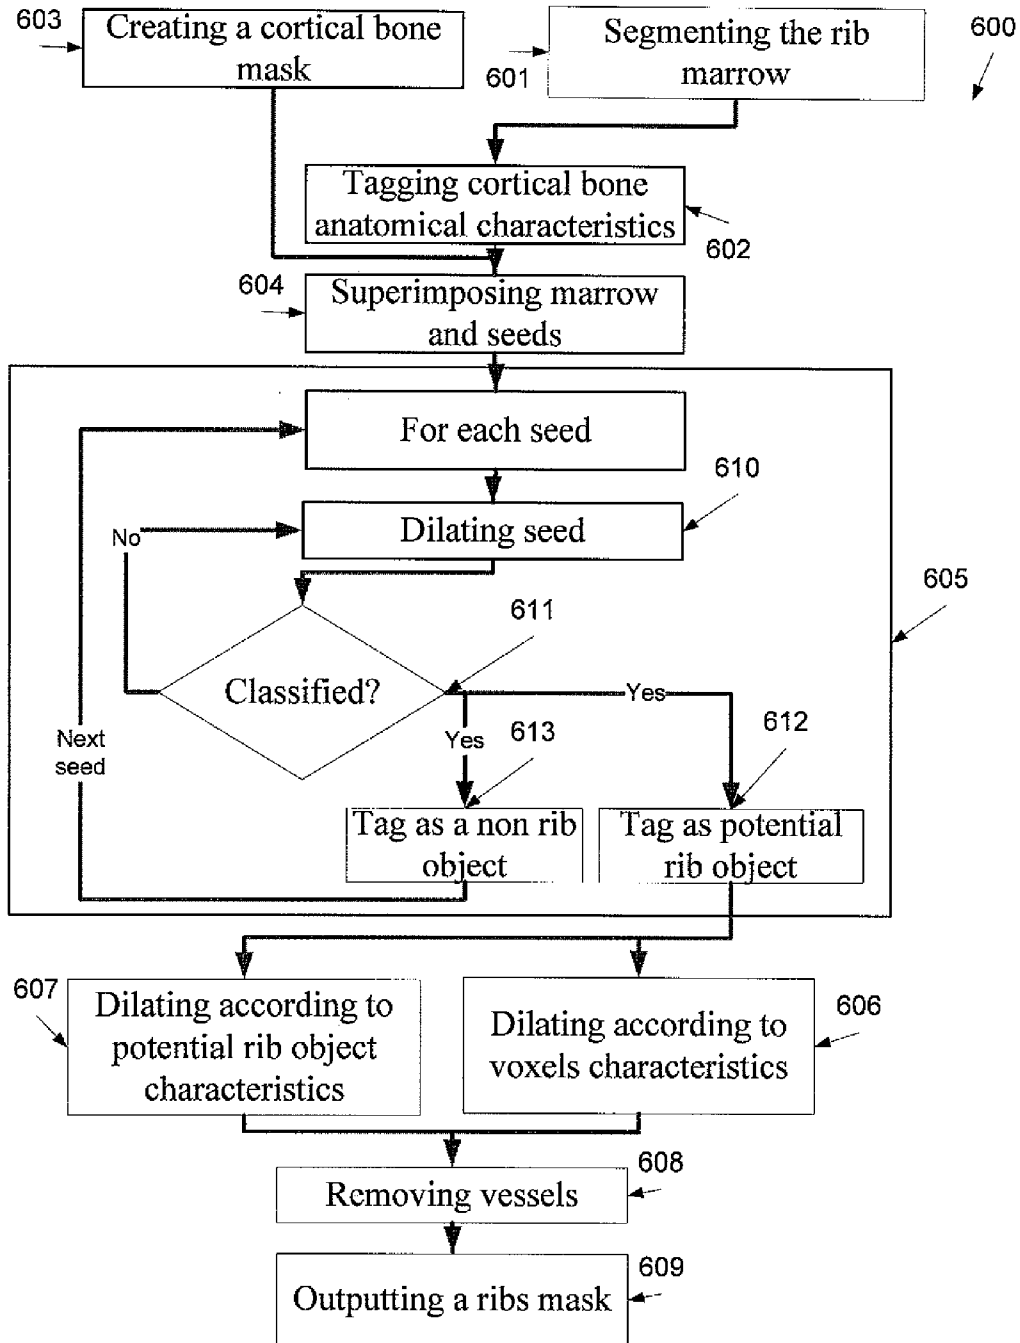 603
Creating a cortical bone
mask
601
Segmenting the rib
marrow
600
Tagging cortical bone
anatomical characteristics
602
604
Superimposing marrow
and seeds
For each seed
610
Dilating seed
No
605
611
Classified?
Yes
Yes
613
612
Next
seed
Tag as a non rib
object
Tag as potential
rib object
607
Dilating according to
potential rib object
characteristics
Dilating according to
voxels characteristics
606
Removing vessels
608
Outputting a ribs mask
609